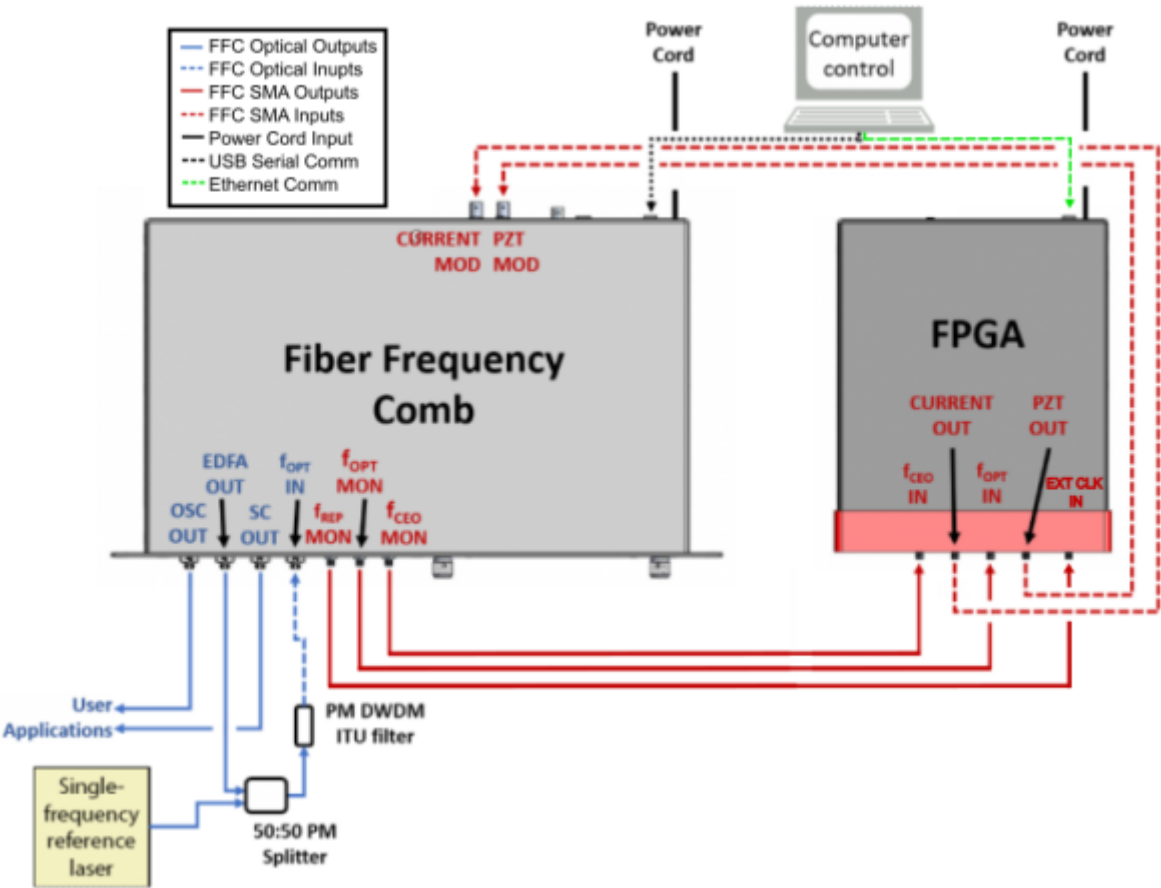 Power
Cord
Computer
control
Power
Cord
FFC Optical Outputs
FFC Optical Inupts
FFC SMA Outputs
FFC SMA Inputs
Power Cord Input
USB Serial Comm
Ethernet Comm
CURRENT PZT
MOD MOD
Fiber Frequency
Comb
EDFA
OUT
fOPT
IN
fOPT
MON
OSC
OUT
SC
OUT
fREP
MON
fCEO
MON
FPGA
CURRENT
OUT
PZT
OUT
fCEO
IN
fOPT
IN
EXT CLK
IN
User
Applications
PM DWDM
ITU filter
Single-
frequency
reference
laser
50:50 PM
Splitter